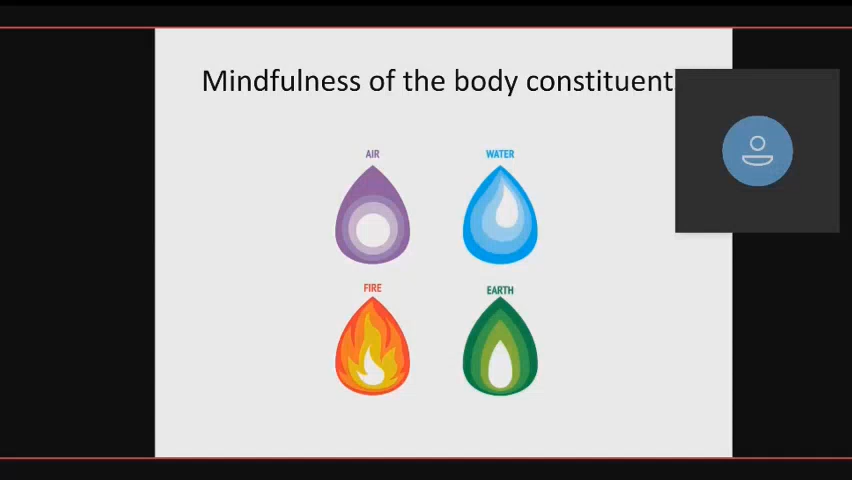 Mindfulness of the body constituent
AIR
WATER
FIRE
EARTH